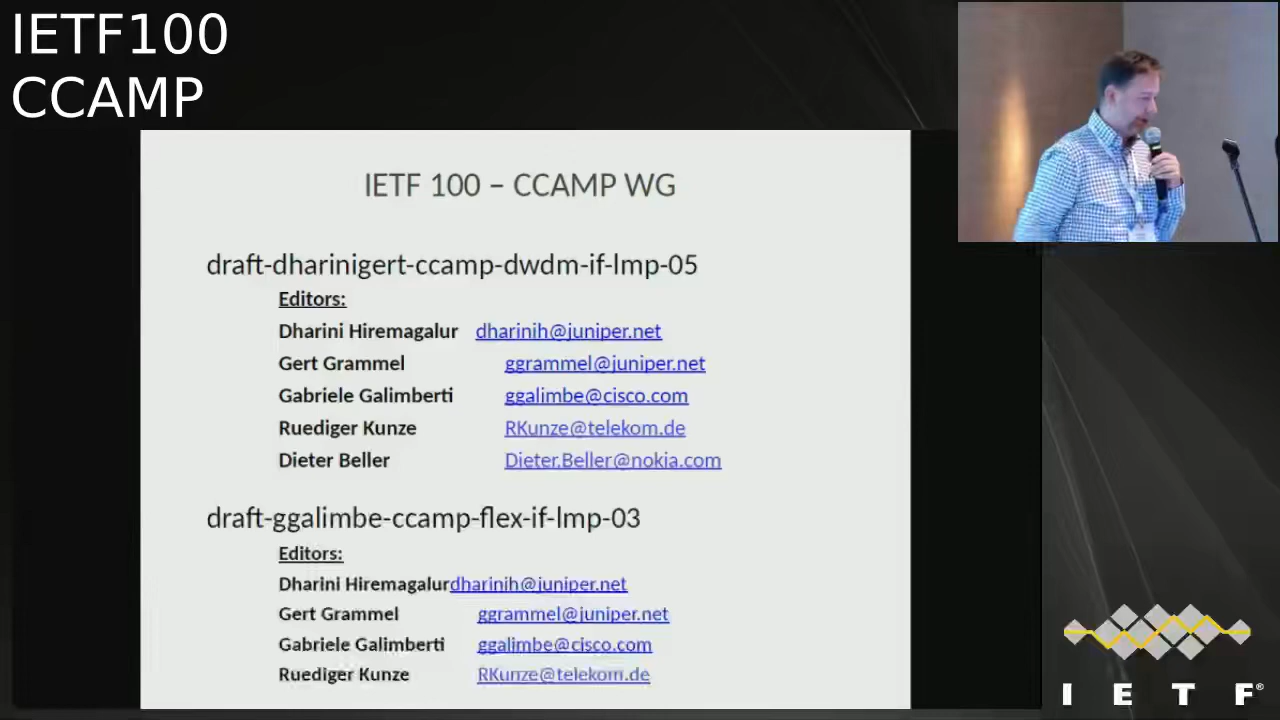 IETF100
CCAMP
IETF 100 – CCAMP WG
draft-dharinigert-ccamp-dwdm-if-lmp-05
Editors:
Dharini Hiremagalur dharinih@juniper.net
Gert Grammel ggrammel@juniper.net
Gabriele Galimberti ggalimbe@cisco.com
Ruediger Kunze RKunze@telekom.de
Dieter Beller Dieter.Beller@nokia.com
draft-ggalimbe-ccamp-flex-if-lmp-03
Editors:
Dharini Hiremagalurdharinih@juniper.net
Gert Grammel ggrammel@juniper.net
Gabriele Galimberti ggalimbe@cisco.com
Ruediger Kunze RKunze@telekom.de
I E T F®